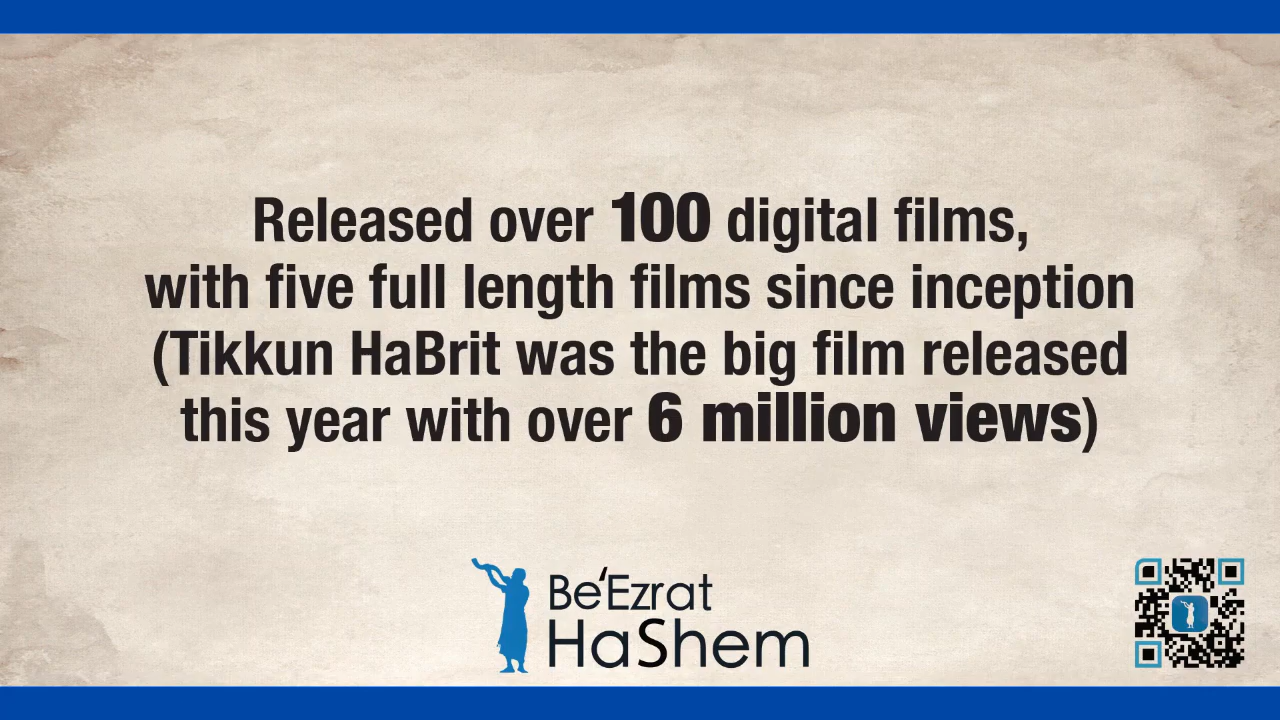 Released over 100 digital films,
with five full length films since inception
(Tikkun HaBrit was the big film released
this year with over 6 million views)
Be'Ezrat
HaShem